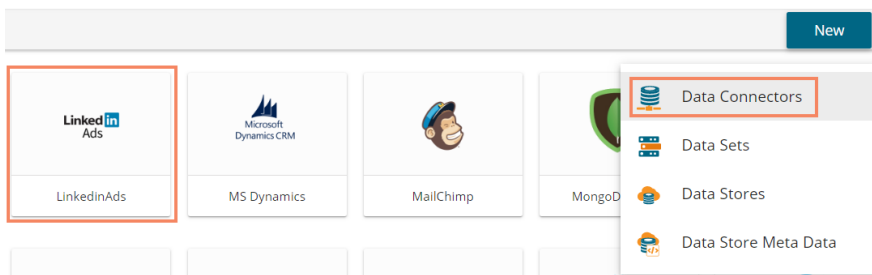 New
Data Connectors
Data Sets
Data Stores
Data Store Meta Data
Linked in
Ads
LinkedinAds
Microsoft
Dynamics CRM
MS Dynamics
MailChimp
MongoD